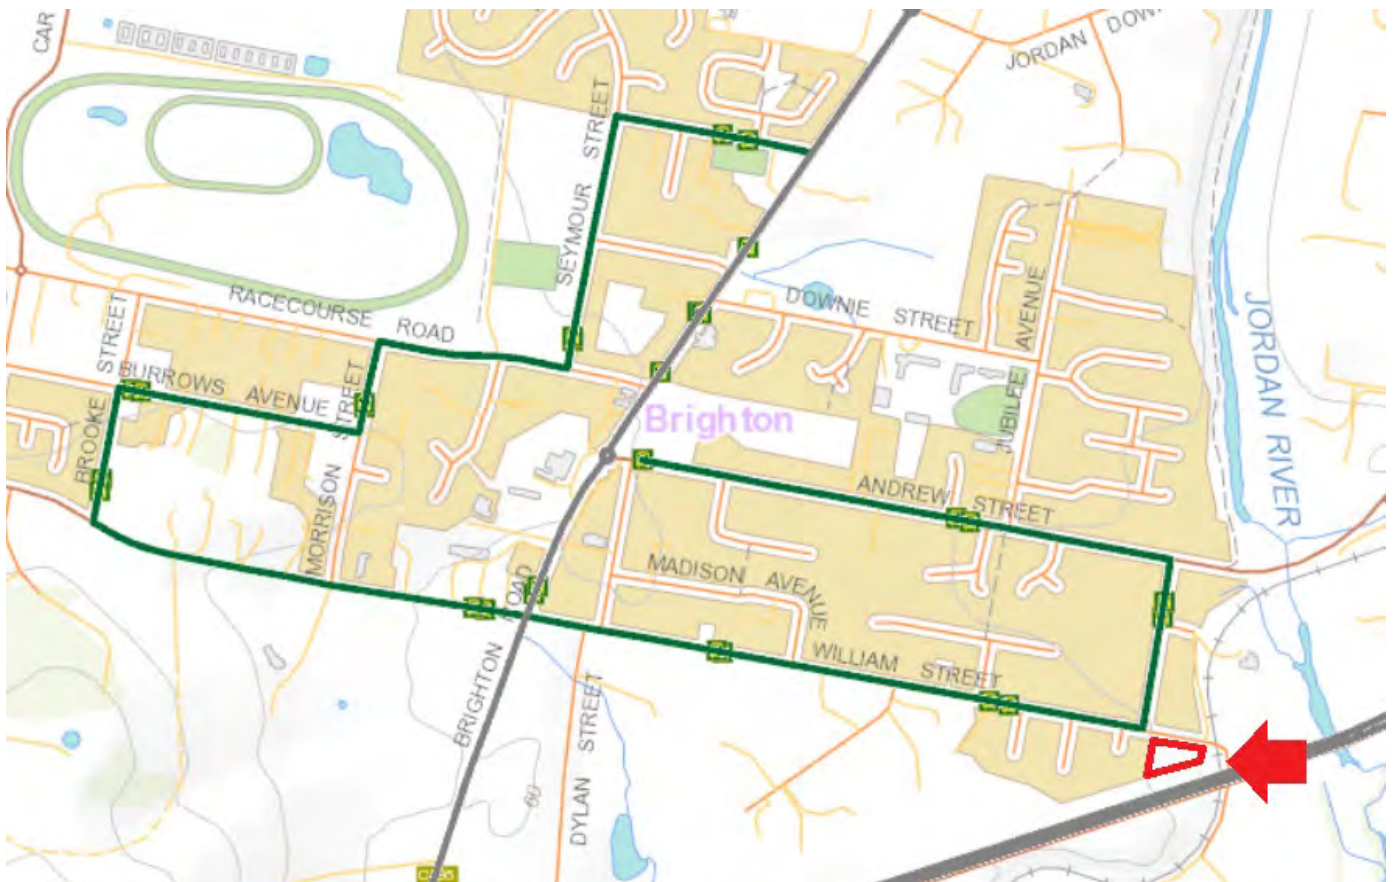 CAR
JORDAN DOW
SEYMOUR STREET
RACECOURSE ROAD
DOWNIE STREET
JUBILEE AVENUE
JORDAN RIVER
BROOKE STREET
BURROWS AVENUE
MORRISON STREET
Brighton
ANDREW STREET
MADISON AVENUE
WILLIAM STREET
BRIGHTON ROAD
DYLAN STREET
60